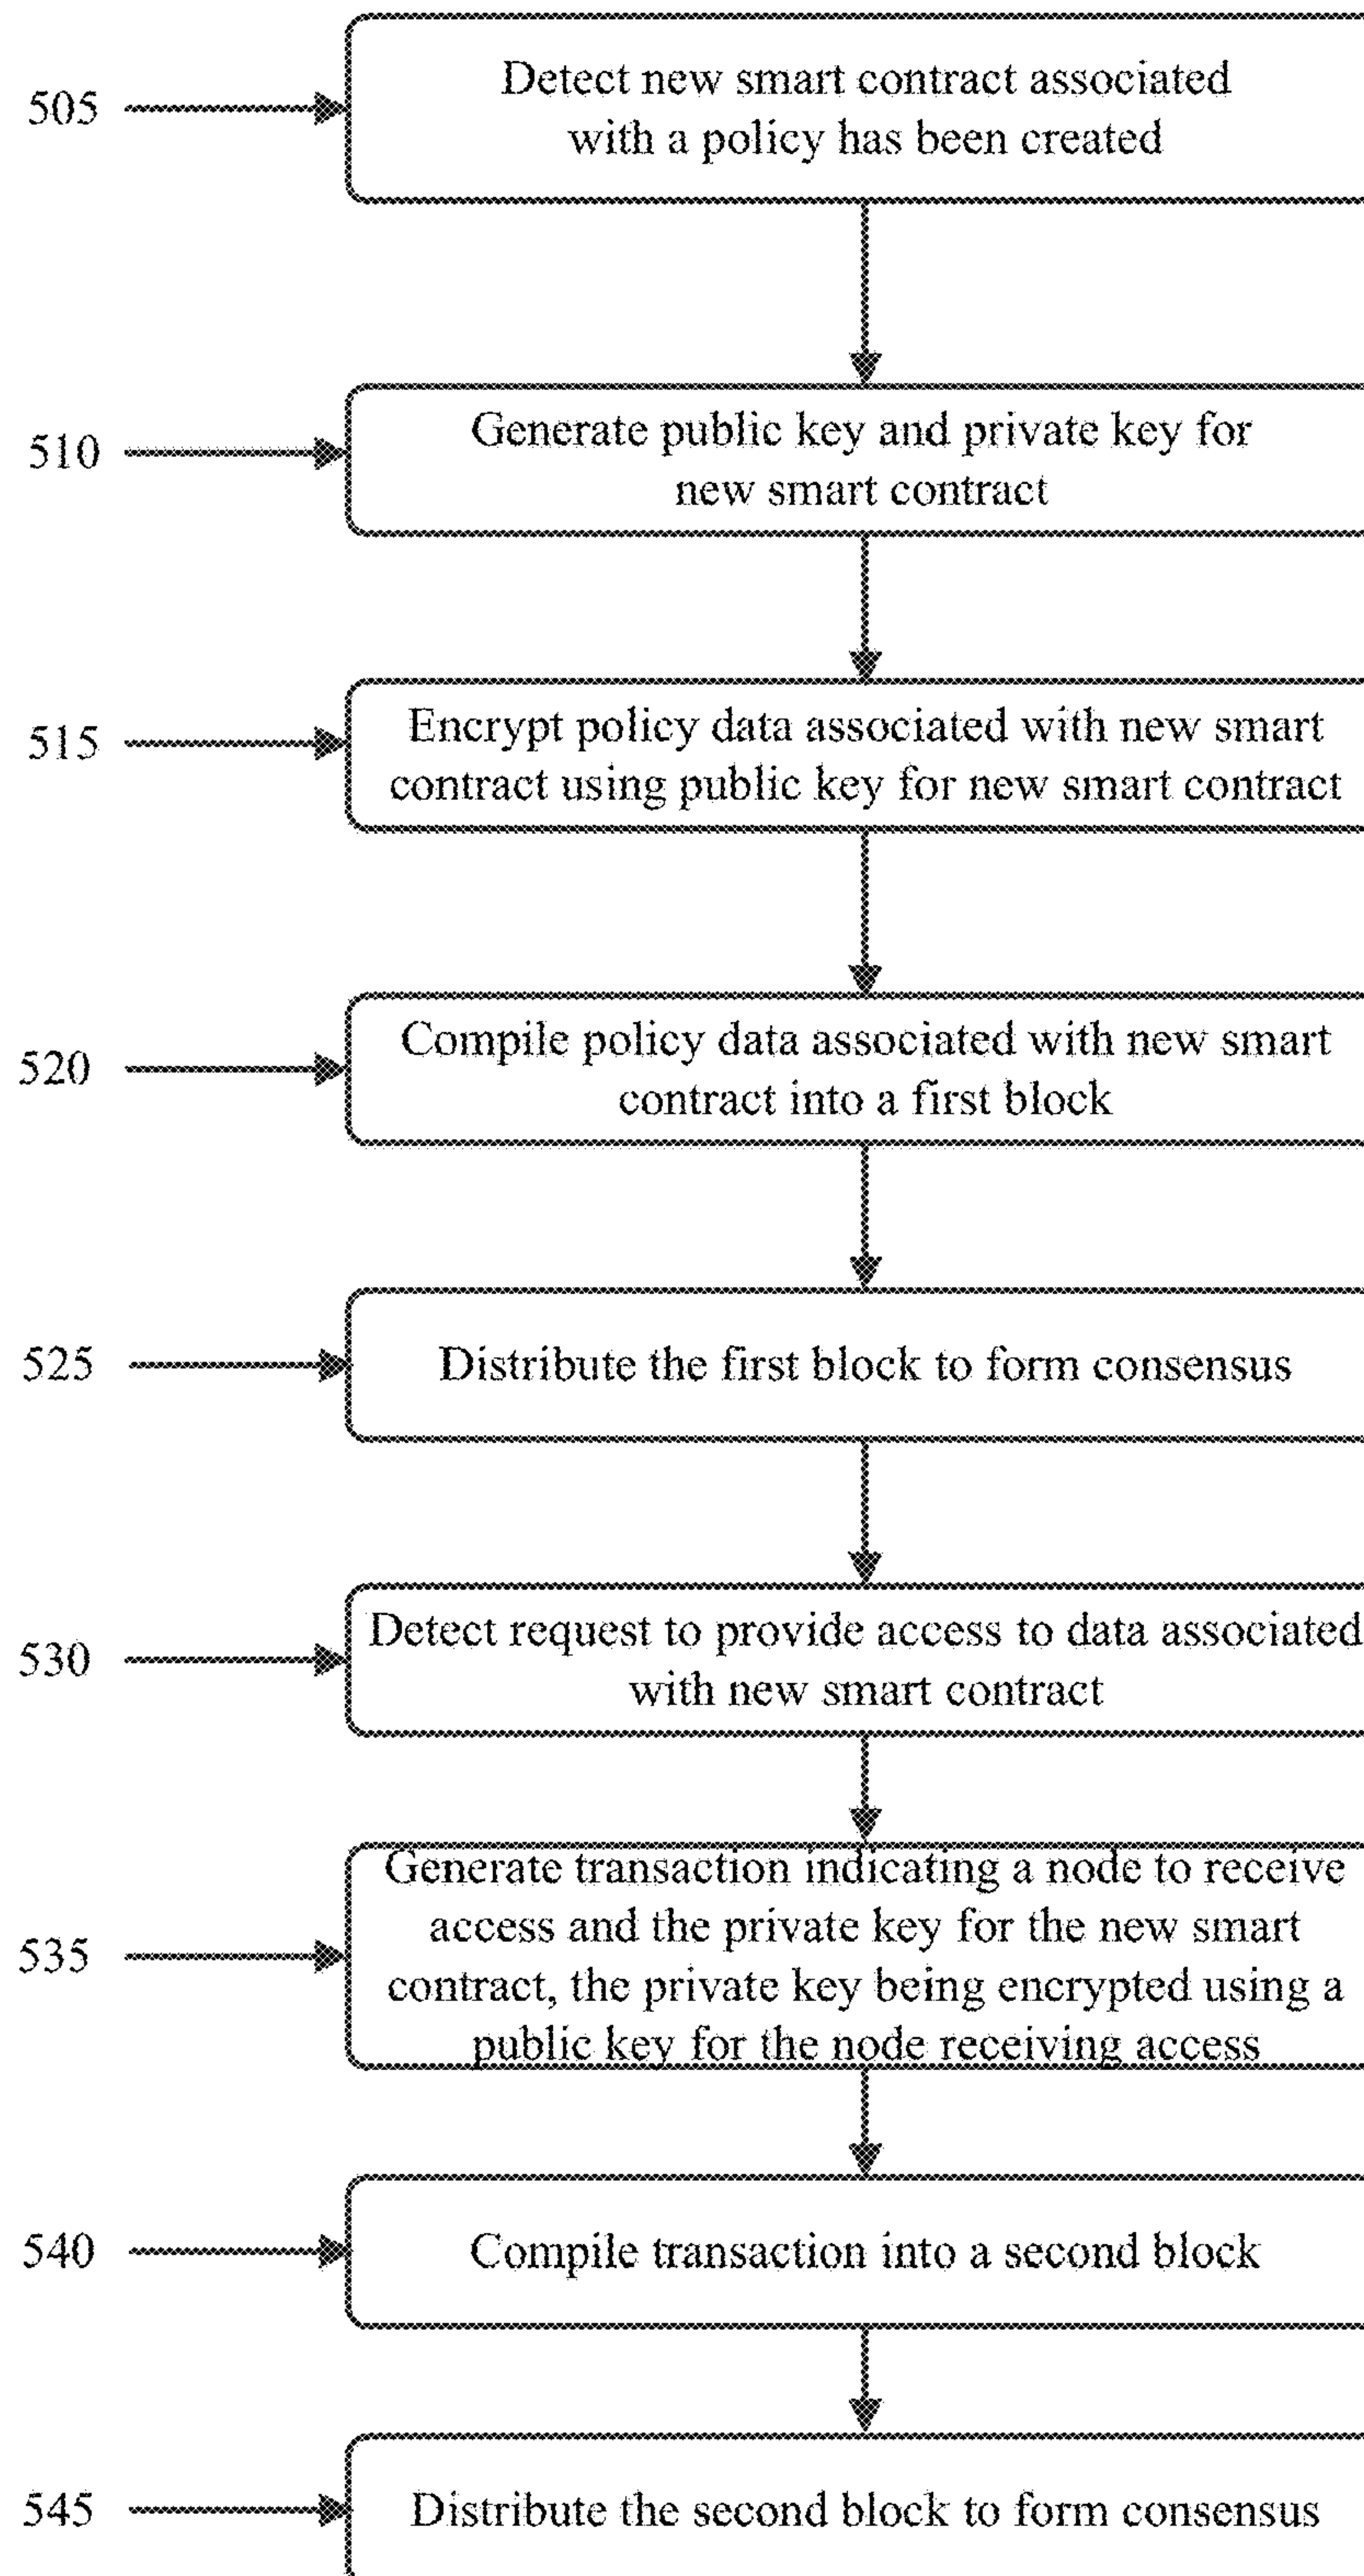 505
Detect new smart contract associated
with a policy has been created
510
Generate public key and private key for
new smart contract
515
Encrypt policy data associated with new smart
contract using public key for new smart contract
520
Compile policy data associated with new smart
contract into a first block
525
Distribute the first block to form consensus
530
Detect request to provide access to data associated
with new smart contract
535
Generate transaction indicating a node to receive
access and the private key for the new smart
contract, the private key being encrypted using a
public key for the node receiving access
540
Compile transaction into a second block
545
Distribute the second block to form consensus